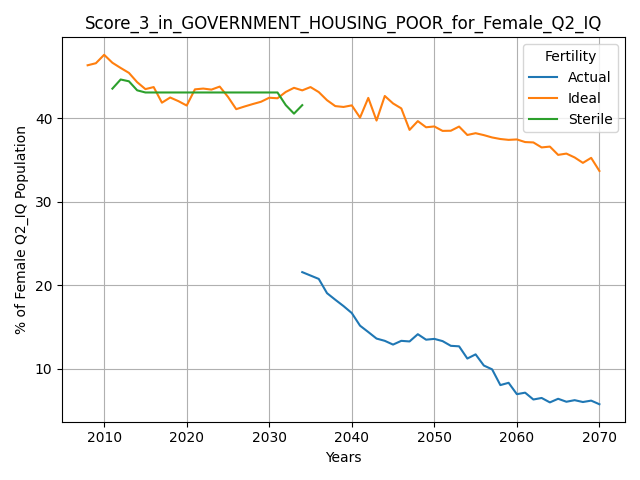 Score_3_in_GOVERNMENT_HOUSING_POOR_for_Female_Q2_IQ
Fertility
Actual
Ideal
Sterile
% of Female Q2_IQ Population
40
30
20
10
2010 2020 2030 2040 2050 2060 2070
Years